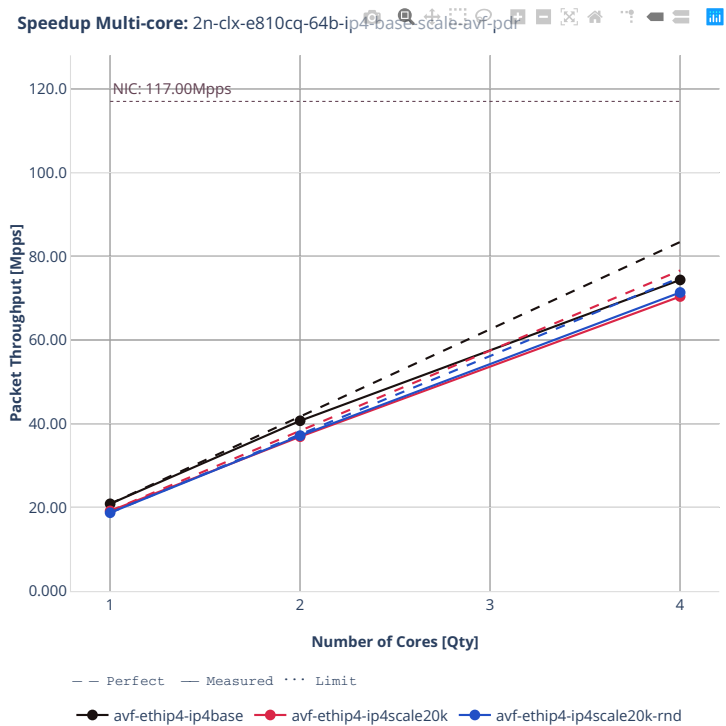 Speedup Multi-core: 2n-clx-e810cq-64b-ip4-base-scale-avf-pdr
NIC: 117.00Mpps
120.0
100.0
80.00
60.00
40.00
20.00
0.000
Packet Throughput [Mpps]
1 2 3 4
Number of Cores [Qty]
Perfect Measured Limit
avf-ethip4-ip4base avf-ethip4-ip4scale20k avf-ethip4-ip4scale20k-rnd